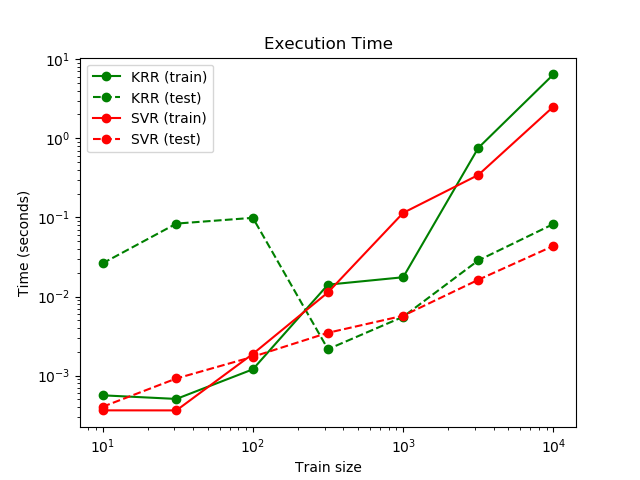 Execution Time
KRR (train)
KRR (test)
SVR (train)
SVR (test)
Time (seconds)
10¹
10⁰
10⁻¹
10⁻²
10⁻³
10¹ 10² 10³ 10⁴
Train size